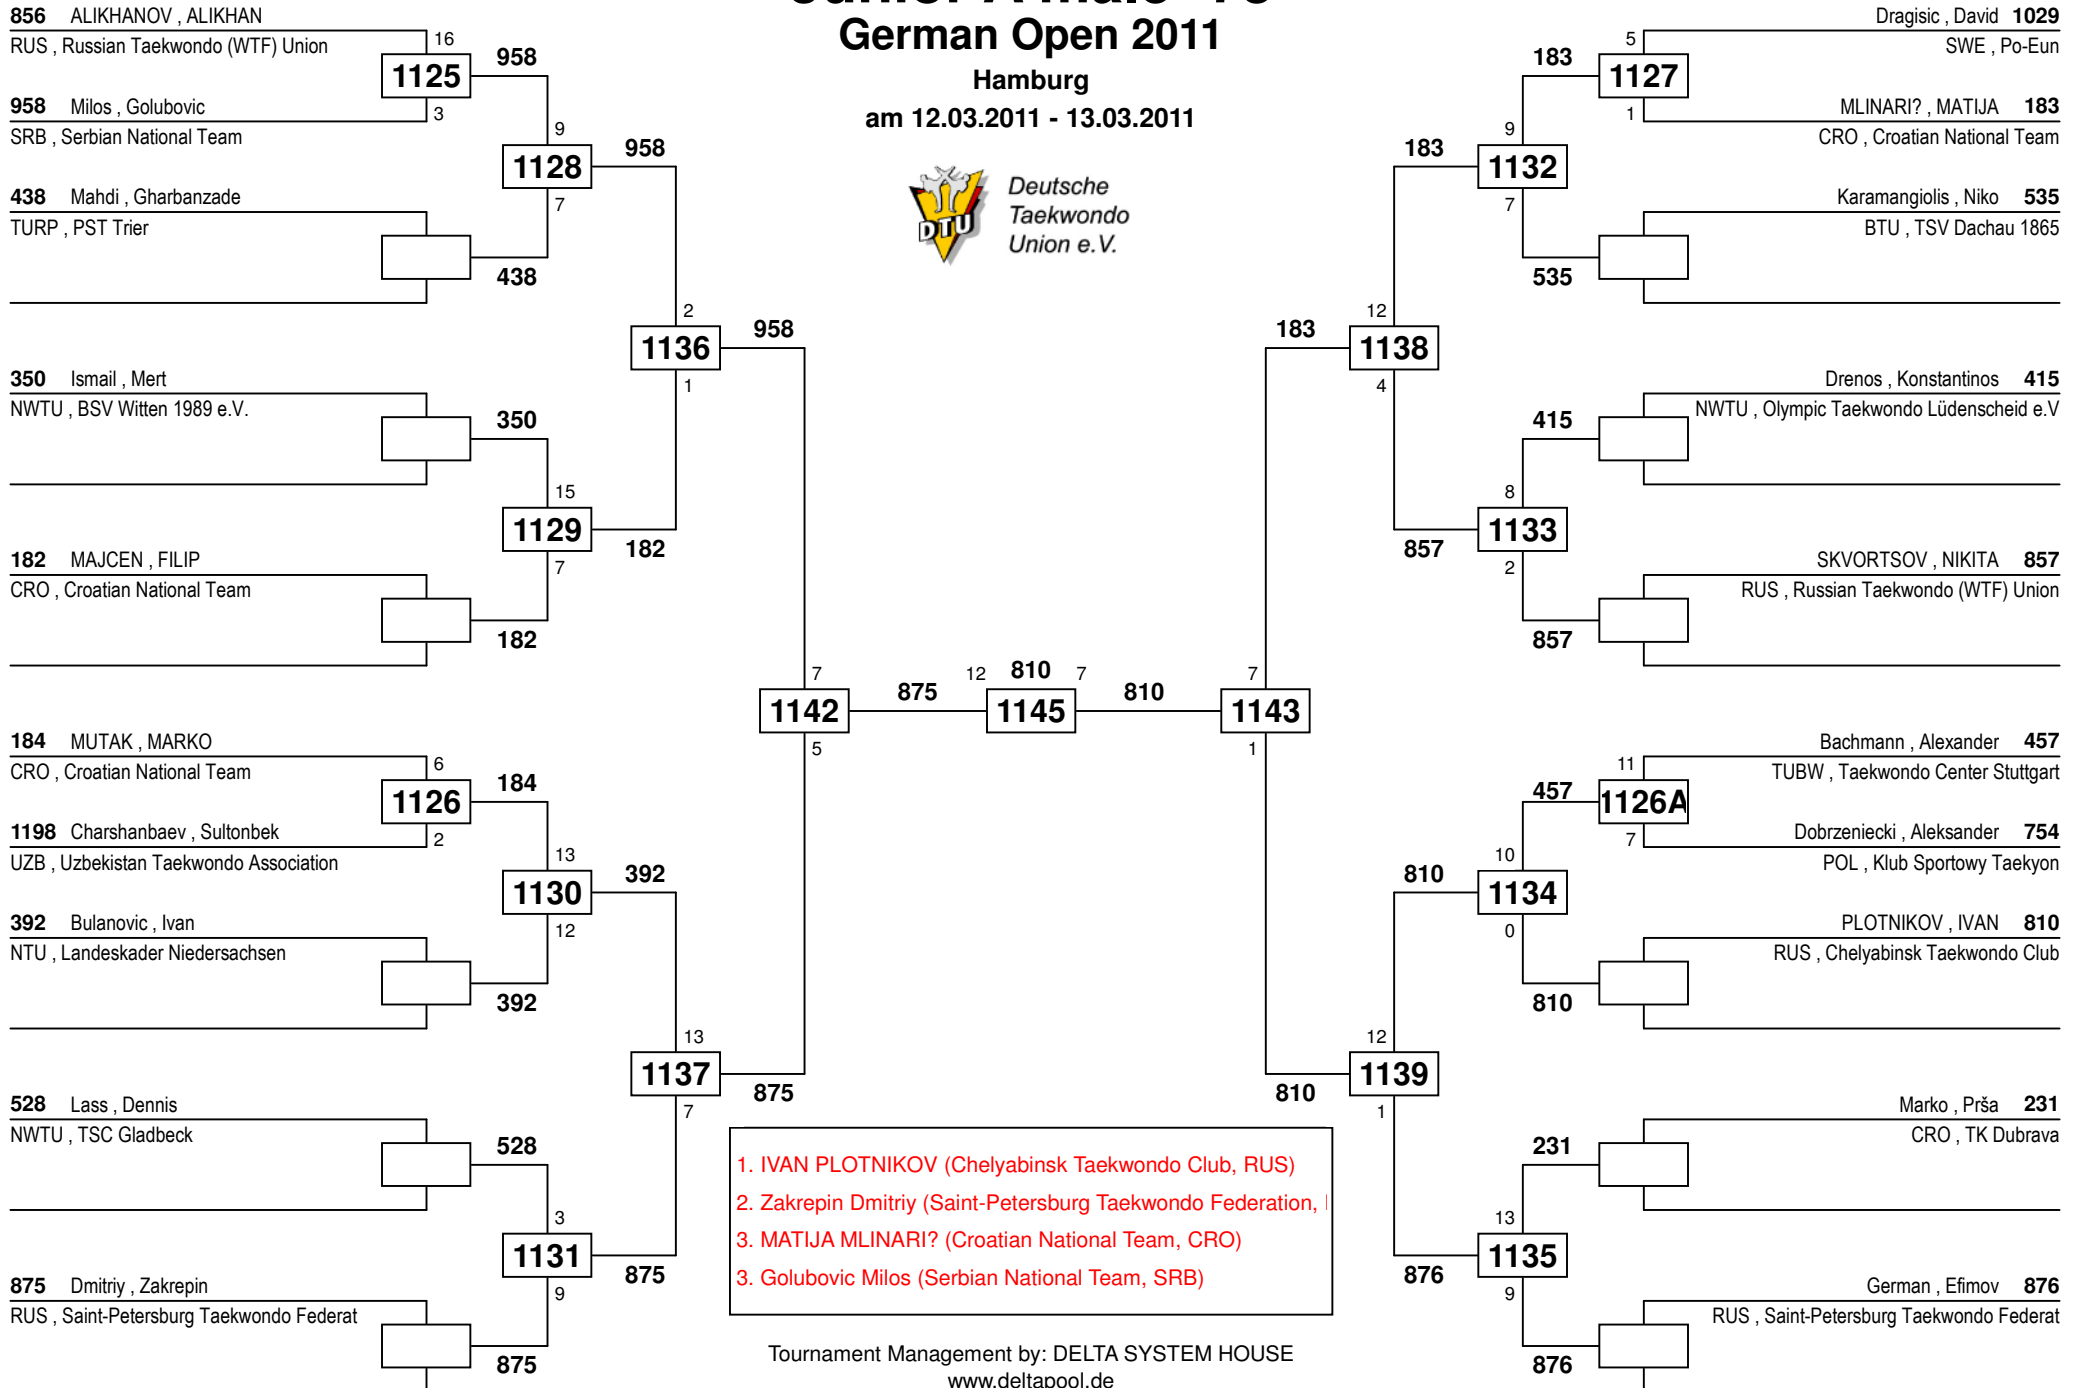 German Open 2011
Hamburg
am 12.03.2011 - 13.03.2011
DTU
Deutsche
Taekwondo
Union e.V.
856 ALIKHANOV , ALIKHAN
RUS , Russian Taekwondo (WTF) Union
16
1125
958
958 Milos , Golubovic
3
SRB , Serbian National Team
9
1128
958
438 Mahdi , Gharbanzade
7
TURP , PST Trier
438
2
1136
958
1
350 Ismail , Mert
NWTU , BSV Witten 1989 e.V.
350
15
1129
182
7
182 MAJCEN , FILIP
CRO , Croatian National Team
182
7
1142
875
5
184 MUTAK , MARKO
CRO , Croatian National Team
6
1126
184
1198 Charshanbaev , Sultonbek
2
UZB , Uzbekistan Taekwondo Association
13
1130
392
12
392 Bulanovic , Ivan
NTU , Landeskader Niedersachsen
392
13
1137
875
7
528 Lass , Dennis
NWTU , TSC Gladbeck
528
3
1131
875
9
875 Dmitriy , Zakrepin
RUS , Saint-Petersburg Taekwondo Federat
875
12 810 7
1145
Dragisic , David 1029
SWE , Po-Eun
5
183
1127
1
MLINARI? , MATIJA 183
CRO , Croatian National Team
9
183
1132
7
Karamangiolis , Niko 535
BTU , TSV Dachau 1865
535
12
183
1138
4
Drenos , Konstantinos 415
NWTU , Olympic Taekwondo Lüdenscheid e.V
415
8
1133
857
2
SKVORTSOV , NIKITA 857
RUS , Russian Taekwondo (WTF) Union
857
7
810
1143
1
Bachmann , Alexander 457
TUBW , Taekwondo Center Stuttgart
11
457
1126A
7
Dobrzeniecki , Aleksander 754
POL , Klub Sportowy Taekyon
10
810
1134
0
PLOTNIKOV , IVAN 810
RUS , Chelyabinsk Taekwondo Club
810
12
1139
810
1
Marko , Prša 231
CRO , TK Dubrava
231
13
1135
876
9
German , Efimov 876
RUS , Saint-Petersburg Taekwondo Federat
876
1. IVAN PLOTNIKOV (Chelyabinsk Taekwondo Club, RUS)
2. Zakrepin Dmitriy (Saint-Petersburg Taekwondo Federation,
3. MATIJA MLINARI? (Croatian National Team, CRO)
3. Golubovic Milos (Serbian National Team, SRB)
Tournament Management by: DELTA SYSTEM HOUSE
www.deltapool.de